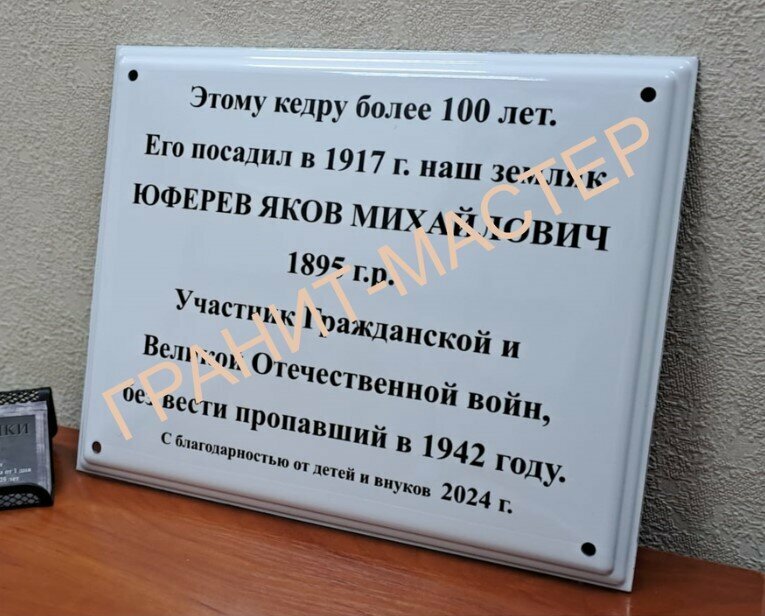 Этому кедру более 100 лет.
Его посадил в 1917 г. наш земляк
ЮФЕРЕВ ЯКОВ МИХАЙЛОВИЧ
1895 г.р.
Участник Гражданской и
Великой Отечественной войн,
без вести пропавший в 1942 году.
С благодарностью от детей и внуков 2024 г.
ГРАНИТ-МАСТЕР